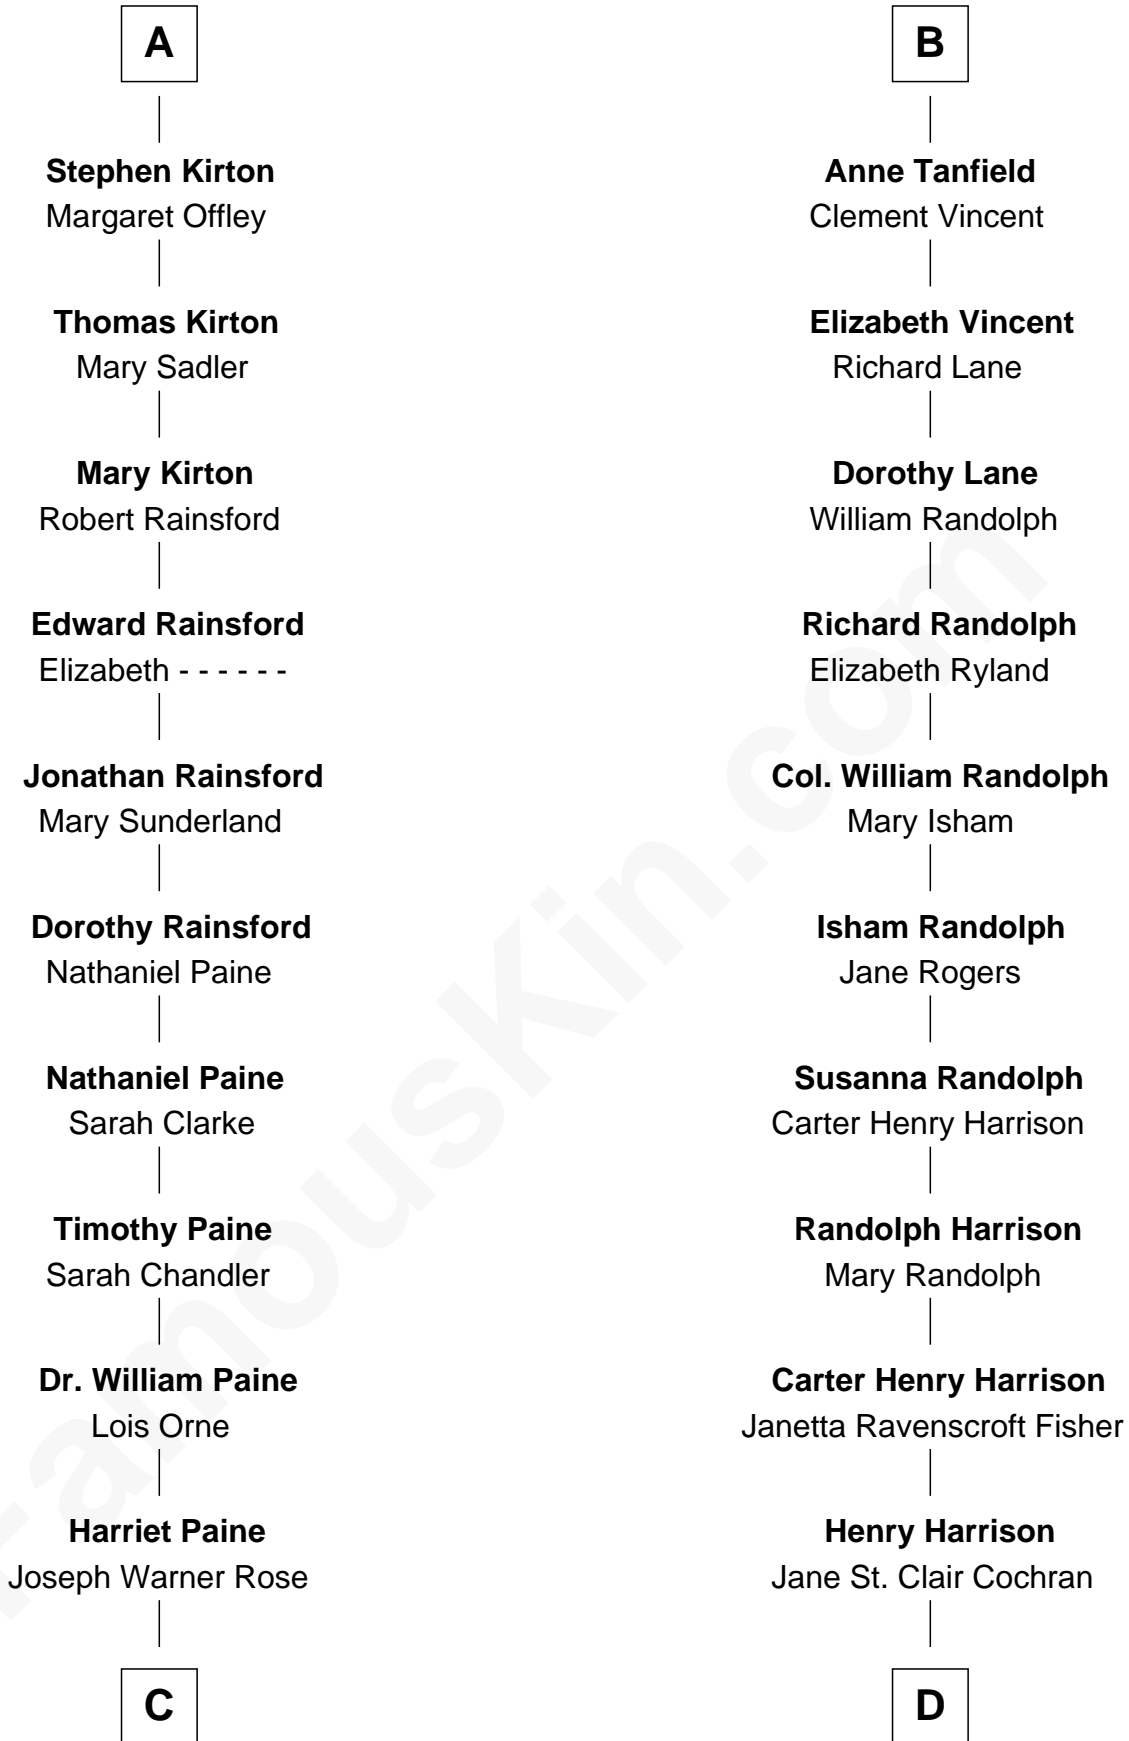 A
Stephen Kirton
Margaret Offley
Thomas Kirton
Mary Sadler
Mary Kirton
Robert Rainsford
Edward Rainsford
Elizabeth - - - - - -
Jonathan Rainsford
Mary Sunderland
Dorothy Rainsford
Nathaniel Paine
Nathaniel Paine
Sarah Clarke
Timothy Paine
Sarah Chandler
Dr. William Paine
Lois Orne
Harriet Paine
Joseph Warner Rose
C
B
Anne Tanfield
Clement Vincent
Elizabeth Vincent
Richard Lane
Dorothy Lane
William Randolph
Richard Randolph
Elizabeth Ryland
Col. William Randolph
Mary Isham
Isham Randolph
Jane Rogers
Susanna Randolph
Carter Henry Harrison
Randolph Harrison
Mary Randolph
Carter Henry Harrison
Janetta Ravenscroft Fisher
Henry Harrison
Jane St. Clair Cochran
D
FamousKin.com